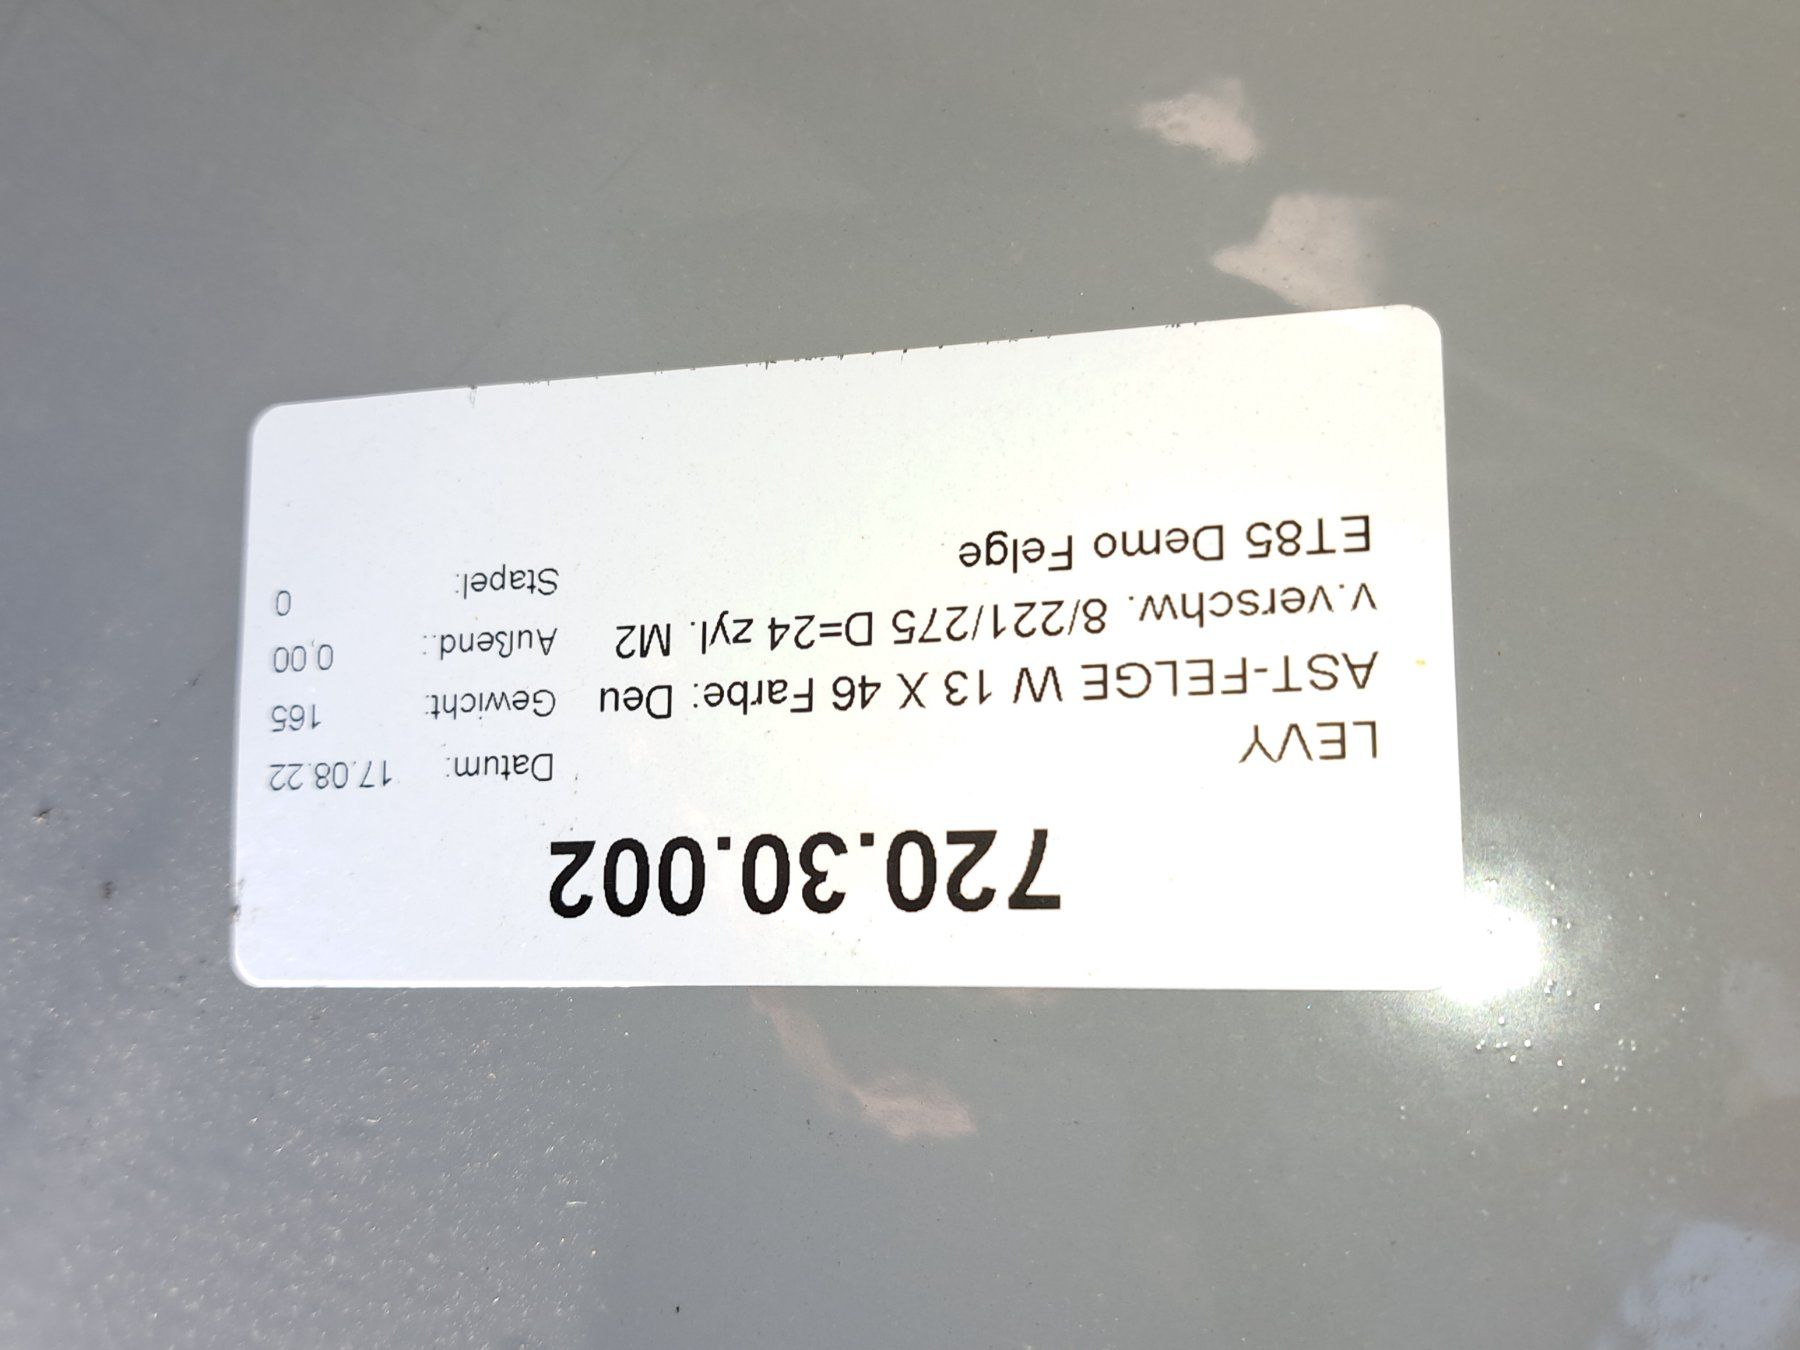 720.30.002
LEVY
AST-FELGE W 13 X 46 Farbe: Deu
v.verschw. 8/221/275 D=24 zyl. M2
ET85 Demo Felge
Datum: 17.08.22
Gewicht: 165
Außend.: 0,00
Stapel: 0